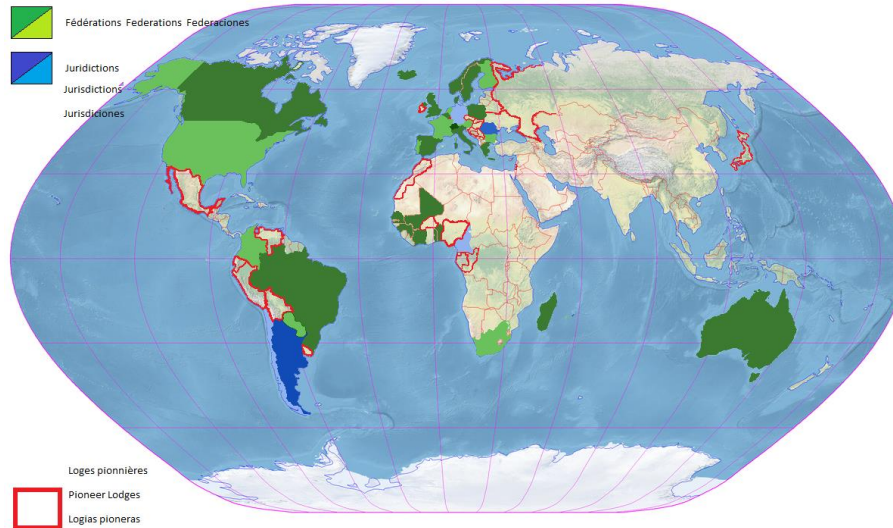 Fédérations Federations Federaciones
Juridictions
Jurisdictions
Jurisdiciones
Loges pionnières
Pioneer Lodges
Logias pioneras